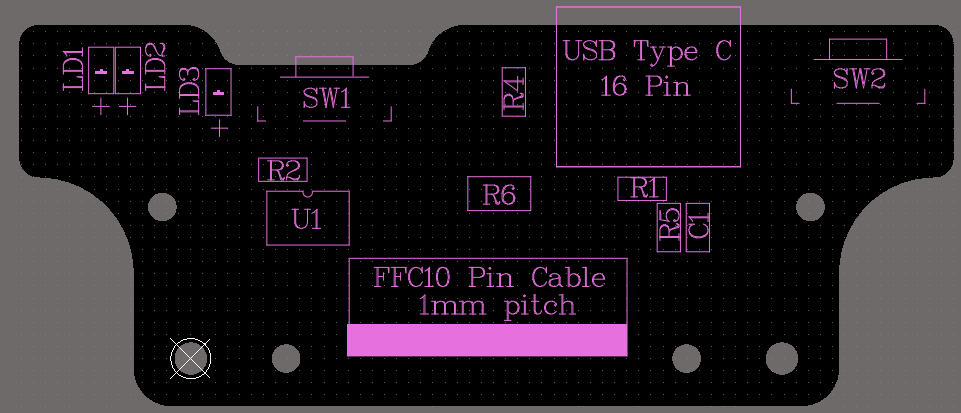 LD1
LD2
LD3
SW1
R4
USB Type C
16 Pin
SW2
R2
U1
R6
R1
R5
C1
FFC10 Pin Cable
1mm pitch